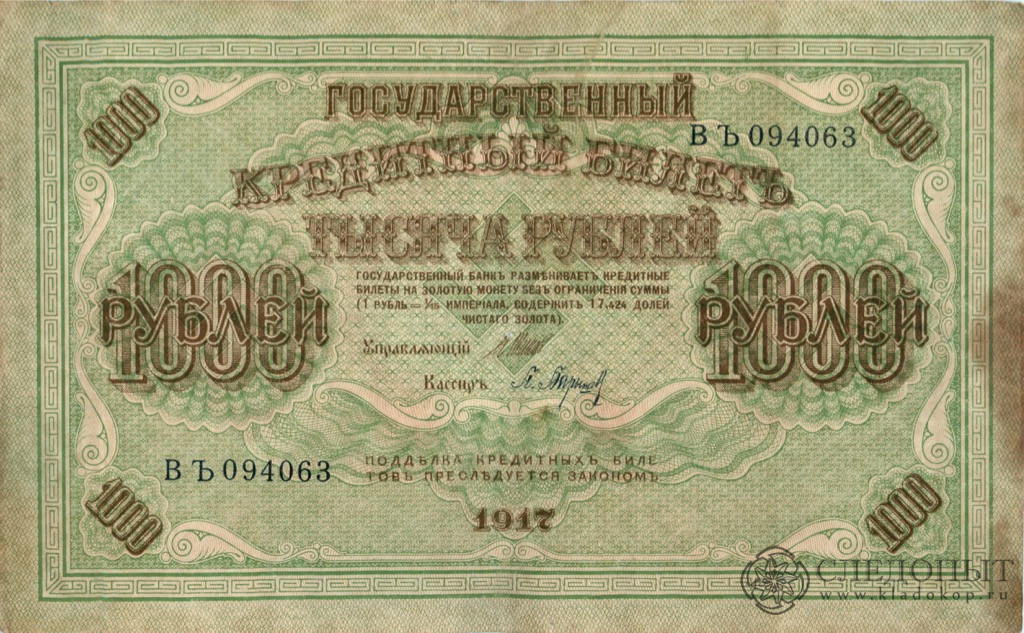 ГОСУДАРСТВЕННЫЙ
1000
1000
ВЪ 094063
КРЕДИТНЫЙ БИЛЕТЪ
ТЫСЯЧА РУБЛЕЙ
ГОСУДАРСТВЕННЫЙ БАНКЪ РАЗМѢНИВАЕТЪ КРЕДИТНЫЕ
БИЛЕТЫ НА ЗОЛОТУЮ МОНЕТУ БЕЗЪ ОГРАНИЧЕНІЯ СУММЫ
(1 РУБЛЬ = 1/15 ИМПЕРІАЛА, СОДЕРЖИТЪ 17,424 ДОЛЕЙ
ЧИСТАГО ЗОЛОТА).
1000 РУБЛЕЙ
1000 РУБЛЕЙ
Управляющій
Кассиръ
ВЪ 094063
ПОДДѢЛКА КРЕДИТНЫХЪ БИЛЕ
ТОВЪ ПРЕСЛѢДУЕТСЯ ЗАКОНОМЪ
1000
1917
1000
СЛЕДОПЫТ
www.kladokop.ru